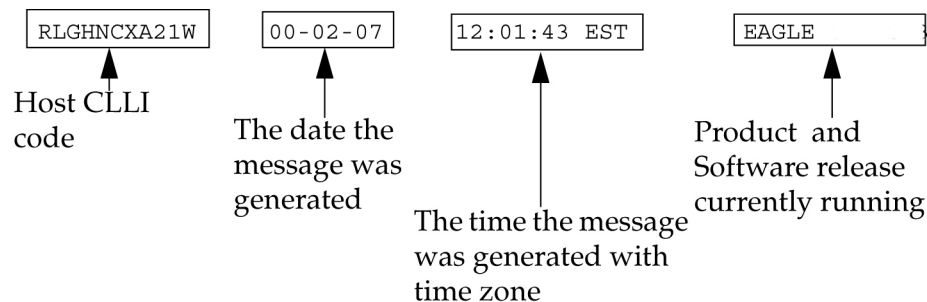 RLGHNCXA21W 00-02-07 12:01:43 EST EAGLE
Host CLLI
code
The date the
message was
generated
The time the message
was generated with
time zone
Product and
Software release
currently running